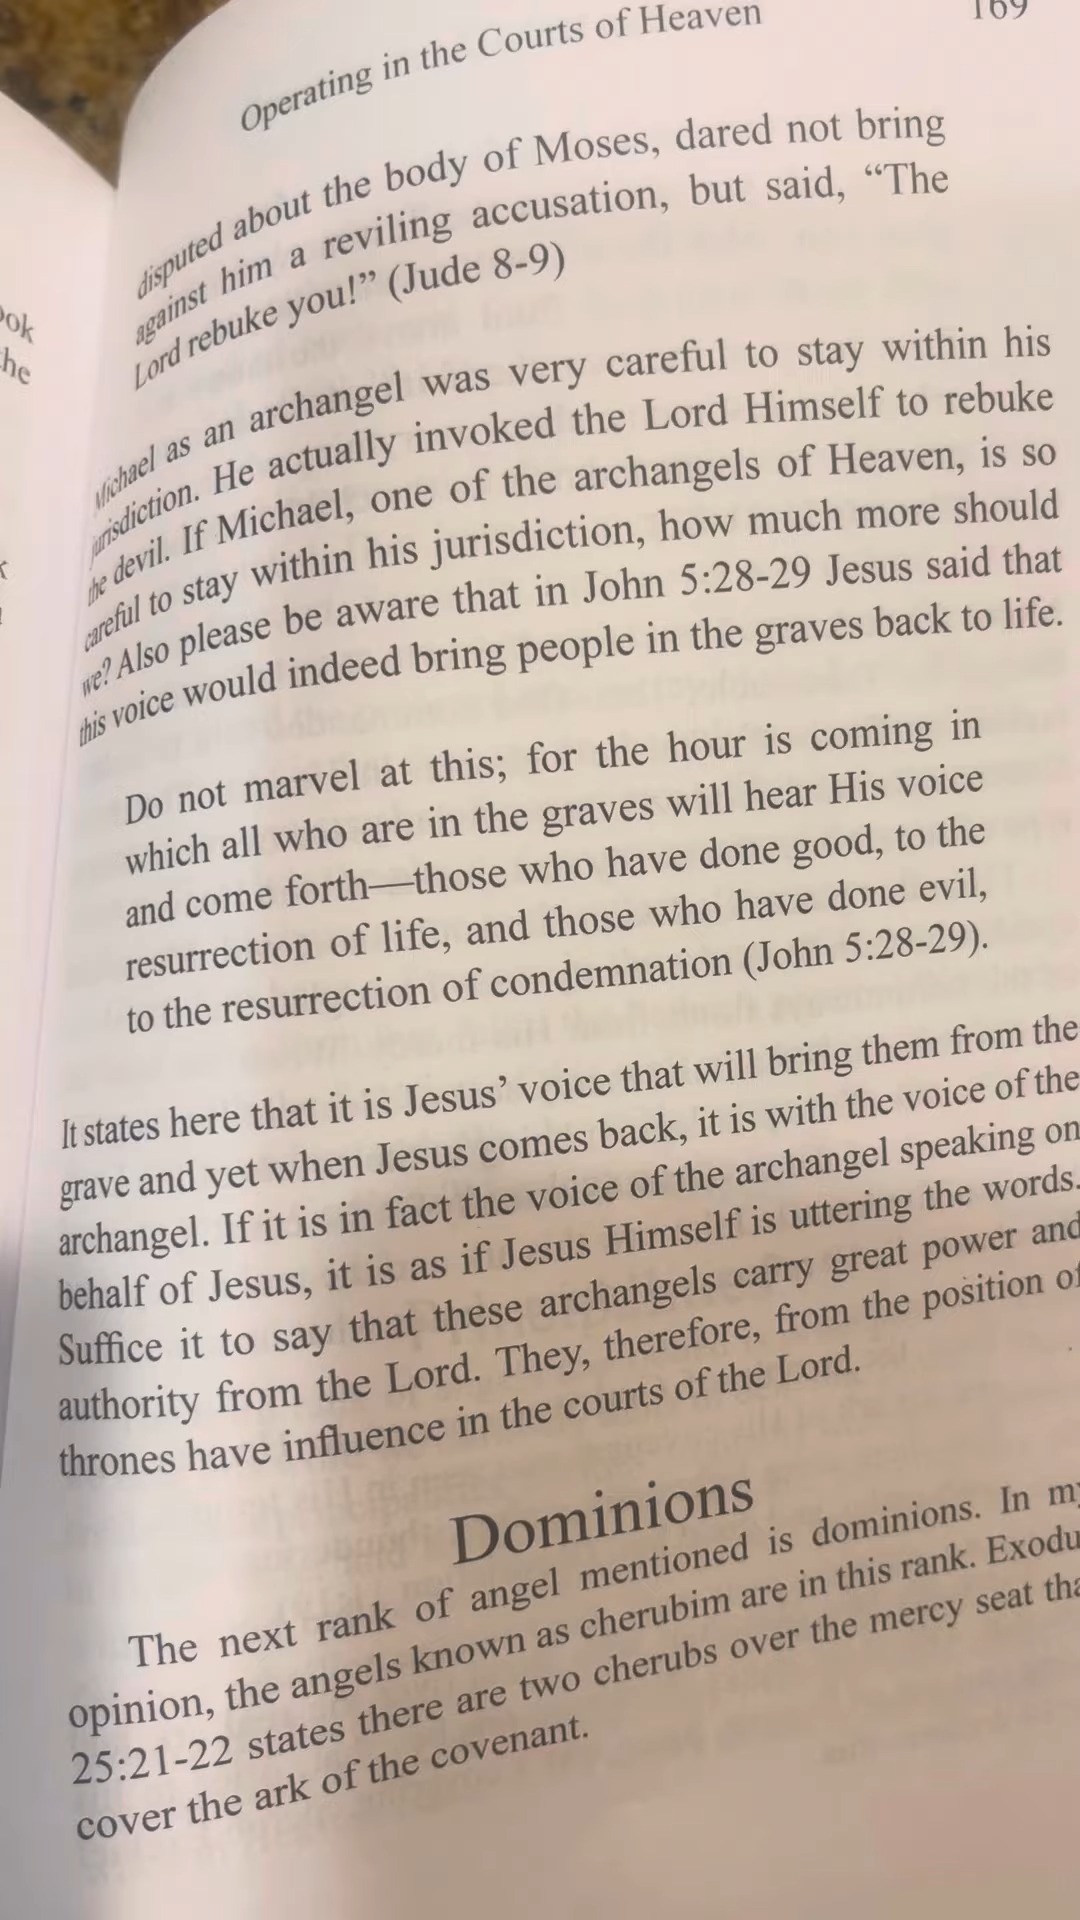 Operating in the Courts of Heaven 169
disputed about the body of Moses, dared not bring
against him a reviling accusation, but said, “The
Lord rebuke you!” (Jude 8-9)
Michael as an archangel was very careful to stay within his
jurisdiction. He actually invoked the Lord Himself to rebuke
the devil. If Michael, one of the archangels of Heaven, is so
careful to stay within his jurisdiction, how much more should
we? Also please be aware that in John 5:28-29 Jesus said that
this voice would indeed bring people in the graves back to life.
Do not marvel at this; for the hour is coming in
which all who are in the graves will hear His voice
and come forth—those who have done good, to the
resurrection of life, and those who have done evil,
to the resurrection of condemnation (John 5:28-29).
It states here that it is Jesus’ voice that will bring them from the
grave and yet when Jesus comes back, it is with the voice of the
archangel. If it is in fact the voice of the archangel speaking on
behalf of Jesus, it is as if Jesus Himself is uttering the words.
Suffice it to say that these archangels carry great power and
authority from the Lord. They, therefore, from the position of
thrones have influence in the courts of the Lord.
Dominions
The next rank of angel mentioned is dominions. In my
opinion, the angels known as cherubim are in this rank. Exodu
25:21-22 states there are two cherubs over the mercy seat tha
cover the ark of the covenant.